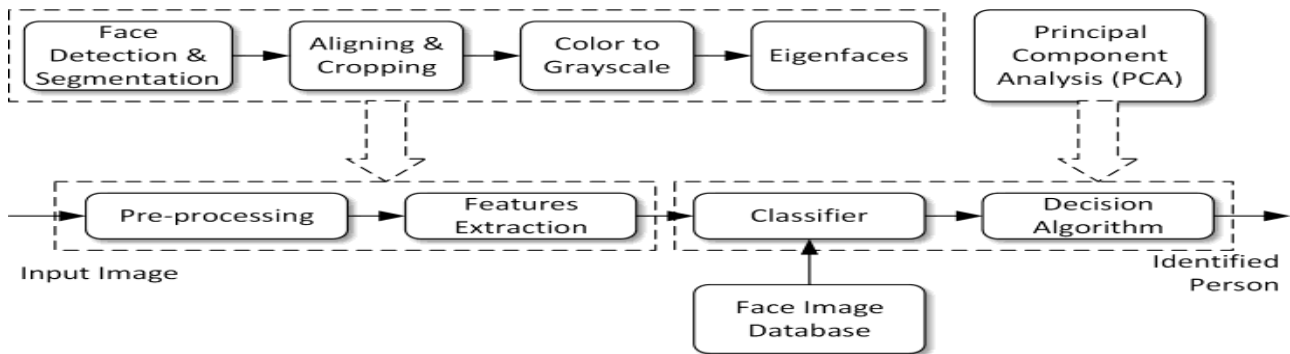 Face
Detection &
Segmentation
Aligning &
Cropping
Color to
Grayscale
Eigenfaces
Principal
Component
Analysis (PCA)
Pre-processing
Features
Extraction
Classifier
Decision
Algorithm
Input Image
Identified
Person
Face Image
Database